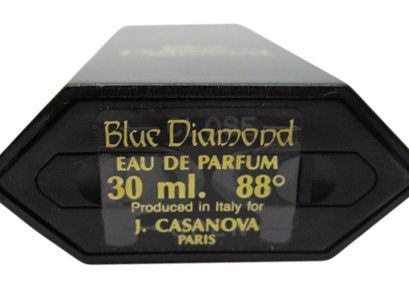 Blue Diamond
EAU DE PARFUM
30 ml. 88°
Produced in Italy for
J. CASANOVA
PARIS